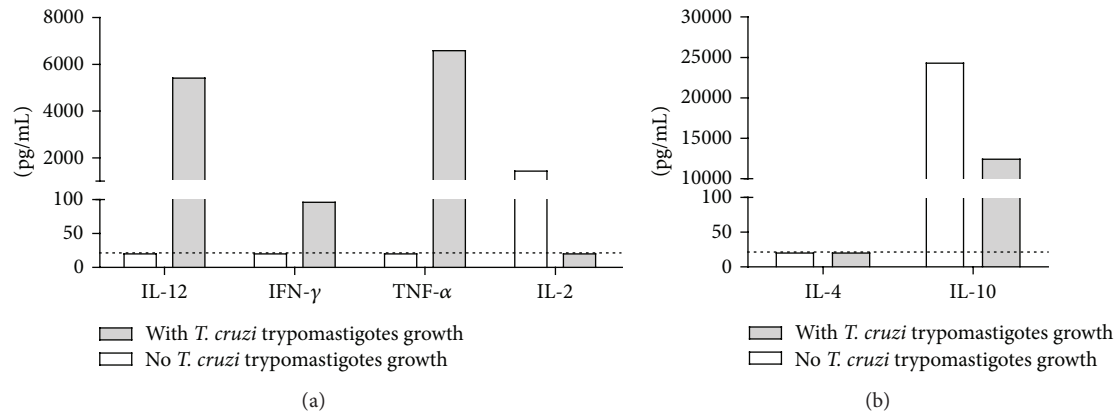 8000
6000
4000
2000
100
50
0
(pg/mL)
IL-12
IFN-γ
TNF-α
IL-2
With T. cruzi trypomastigotes growth
No T. cruzi trypomastigotes growth
(a)
30000
25000
20000
15000
10000
100
50
0
(pg/mL)
IL-4
IL-10
With T. cruzi trypomastigotes growth
No T. cruzi trypomastigotes growth
(b)